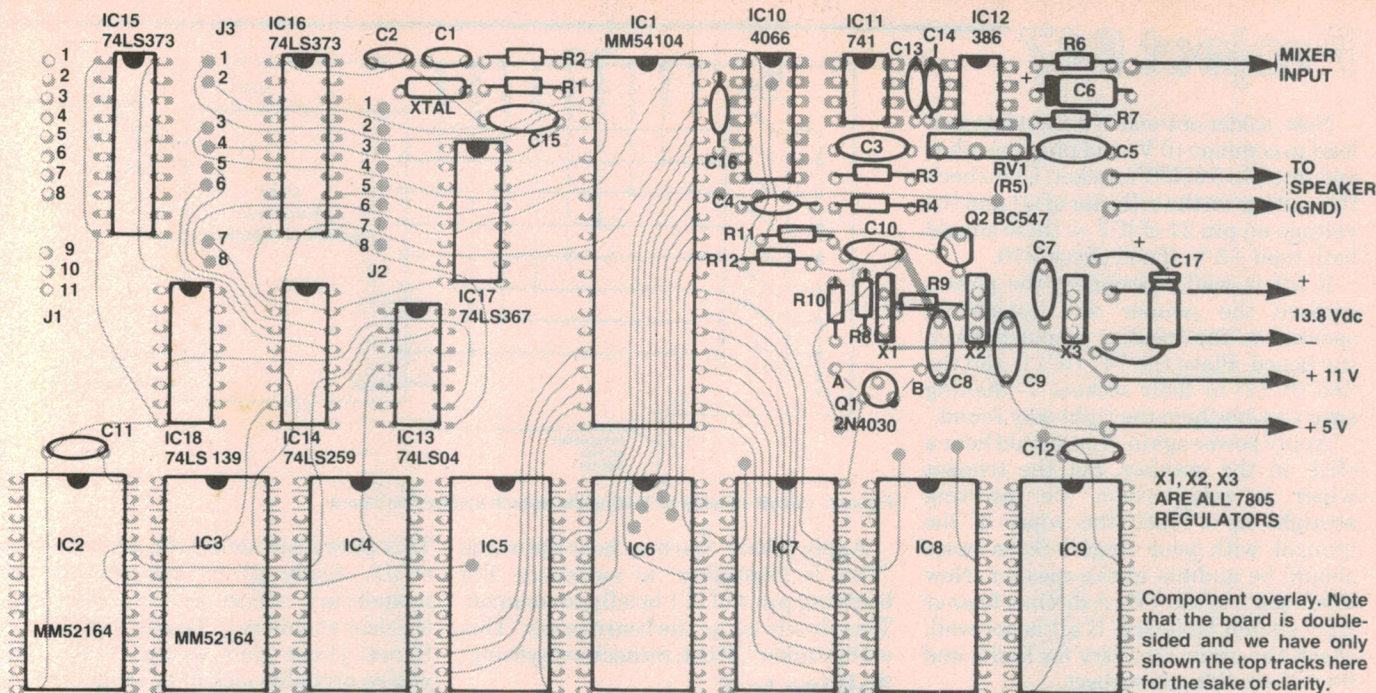 IC15
74LS373
J3
IC16
74LS373
C2
C1
R2
R1
XTAL
C15
IC1
MM54104
IC10
4066
IC11
741
C13
C14
IC12
386
R6
+
C6
R7
MIXER
INPUT
1
2
3
4
5
6
7
8
9
10
11
J1
1
2
3
4
5
6
7
8
1
2
3
4
5
6
7
8
J2
IC17
74LS367
C16
C3
R3
RV1
(R5)
C5
TO
SPEAKER
(GND)
C4
R4
R11
R12
C10
Q2 BC547
R10
R8
R9
X1
X2
C7
X3
+
C17
+
13.8 Vdc
+ 11 V
+ 5 V
C8
C9
A
B
Q1
2N4030
C11
IC18
74LS 139
IC14
74LS259
IC13
74LS04
C12
IC2
MM52164
IC3
MM52164
IC4
IC5
IC6
IC7
IC8
IC9
X1, X2, X3
ARE ALL 7805
REGULATORS
Component overlay. Note
that the board is double-
sided and we have only
shown the top tracks here
for the sake of clarity.